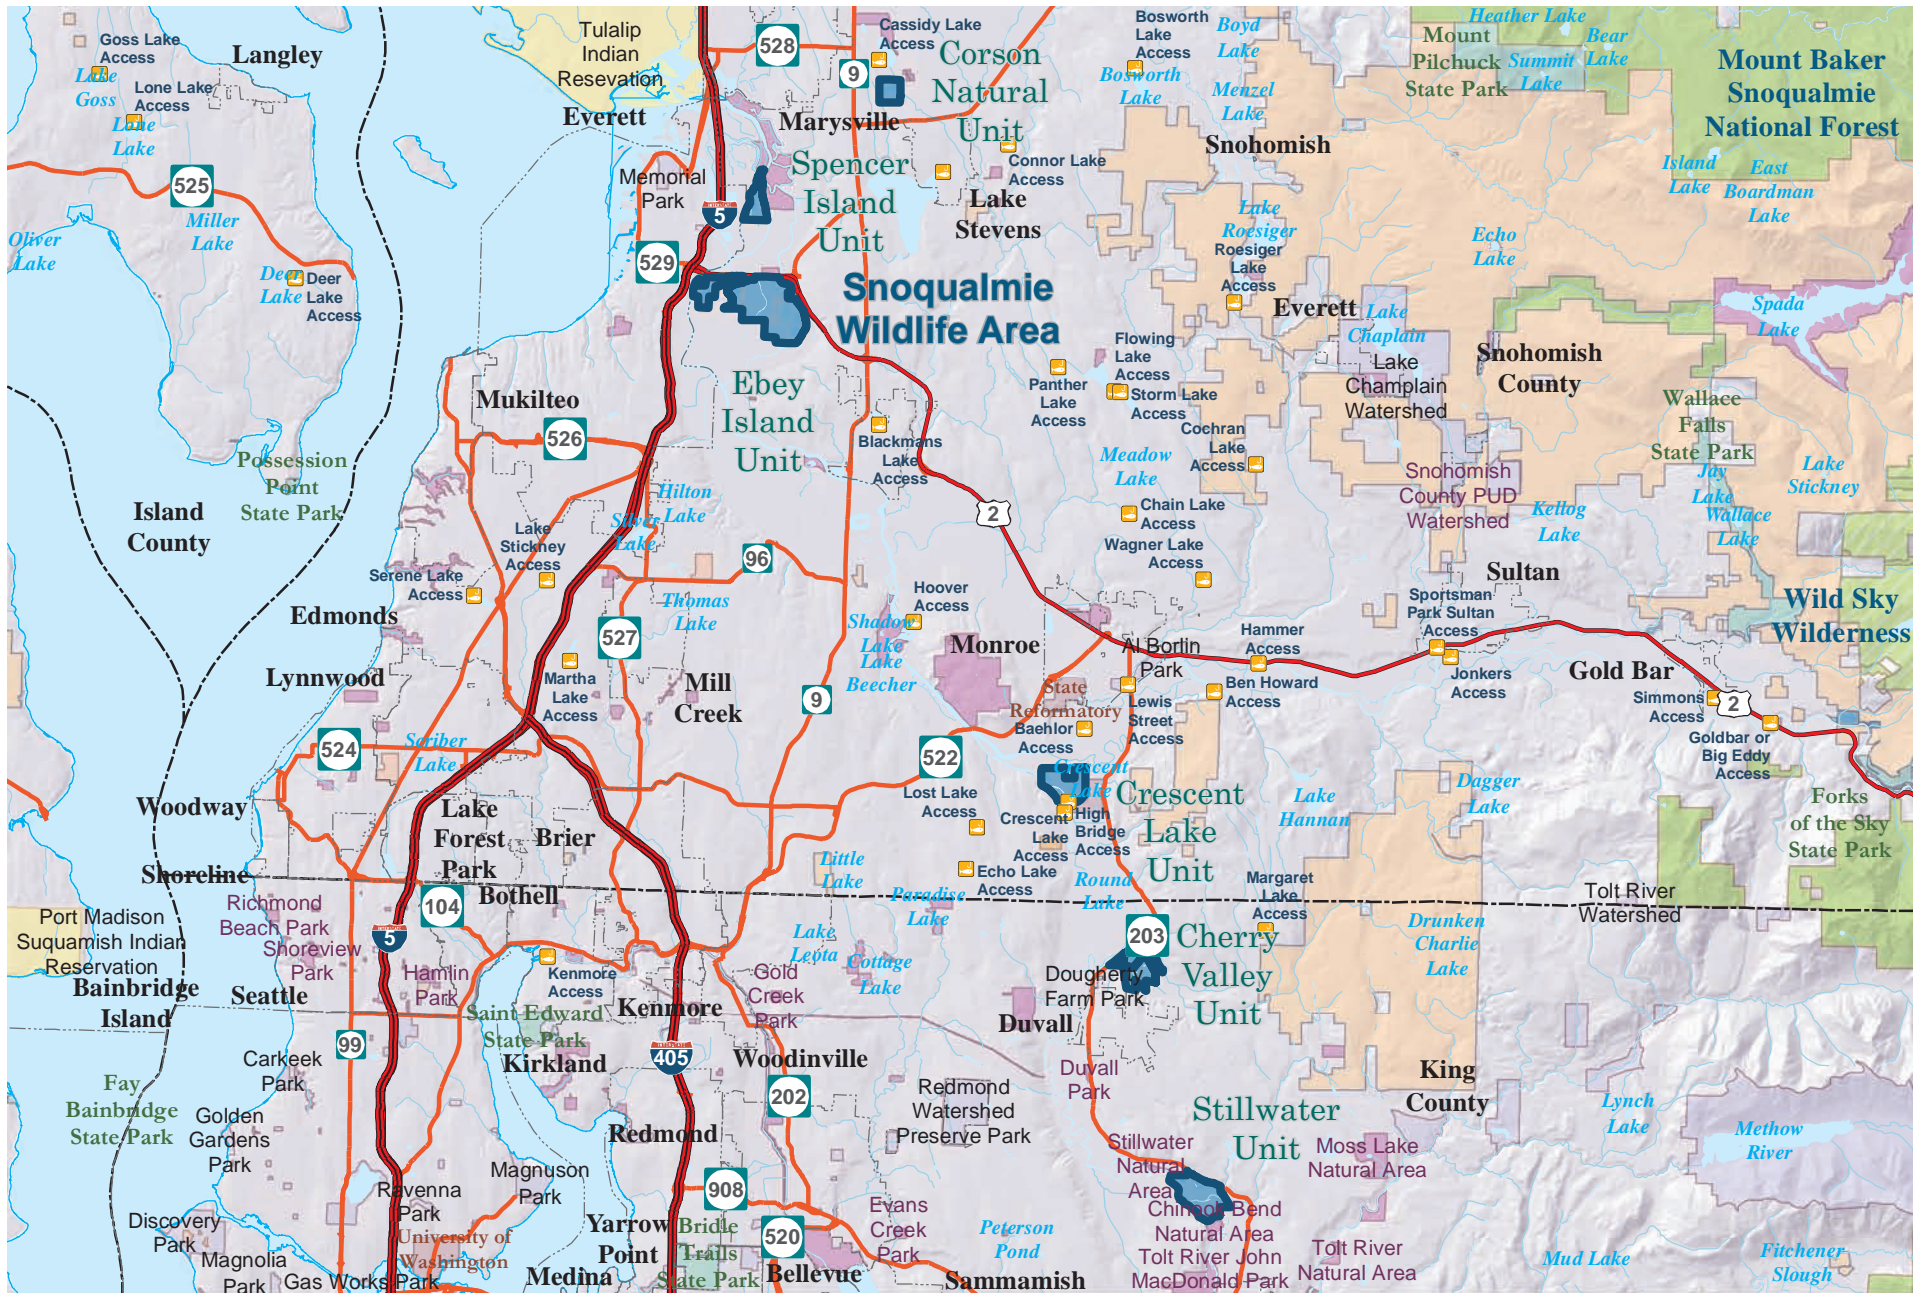 Goss Lake
Access
Lake
Goss
Langley
Lone Lake
Access
Lone
Lake
525
Miller
Lake
Oliver
Lake
Deer
Lake
Deer
Lake
Access
Possession
Point
State Park
Island
County
Tulalip
Indian
Resevation
Everett
528
9
Cassidy Lake
Access
Corson
Natural
Unit
Marysville
Bosworth
Lake
Access
Bosworth
Lake
Boyd
Lake
Menzel
Lake
Heather Lake
Mount
Pilchuck
State Park
Summit
Lake
Bear
Lake
Mount Baker
Snoqualmie
National Forest
Snohomish
Connor Lake
Access
Island
Lake
East
Boardman
Lake
Memorial
Park
5
Spencer
Island
Unit
Lake
Stevens
Lake
Roesiger
Roesiger
Lake
Access
Echo
Lake
529
Snoqualmie
Wildlife Area
Everett
Lake
Chaplain
Spada
Lake
Flowing
Lake
Access
Lake
Champlain
Watershed
Snohomish
County
Mukilteo
526
Ebey
Island
Unit
Panther
Lake
Access
Storm Lake
Access
Cochran
Lake
Access
Wallace
Falls
State Park
Blackmans
Lake
Access
Meadow
Lake
Snohomish
County PUD
Watershed
Jay
Lake
Lake
Stickney
Hilton
Lake
Silver
Lake
2
Chain Lake
Access
Kellog
Lake
Wallace
Lake
Lake
Stickney
Access
Wagner Lake
Access
96
Serene Lake
Access
Sultan
Edmonds
Thomas
Lake
Hoover
Access
Sportsman
Park Sultan
Access
Wild Sky
Wilderness
527
Shadow
Lake
Lake
Beecher
Monroe
Al Borlin
Park
Hammer
Access
Lynnwood
Martha
Lake
Access
Mill
Creek
9
State
Reformatory
Lewis
Street
Access
Ben Howard
Access
Jonkers
Access
Gold Bar
Simmons
Access
2
Goldbar or
Big Eddy
Access
Baehlor
Access
524
Scriber
Lake
522
Crescent
Lake
Crescent
Lake
Unit
Dagger
Lake
Lake
Hannan
Forks
of the Sky
State Park
Woodway
Lake
Forest
Park
Brier
Lost Lake
Access
Crescent
Lake
Access
High
Bridge
Access
Shoreline
Little
Lake
Echo Lake
Access
Round
Lake
Margaret
Lake
Access
Tolt River
Watershed
Bothell
104
Paradise
Lake
Richmond
Beach Park
Port Madison
Suquamish Indian
Reservation
Shoreview
Park
5
Lake
Leota
Cottage
Lake
203
Cherry
Valley
Unit
Drunken
Charlie
Lake
Hamlin
Park
Kenmore
Access
Gold
Creek
Park
Dougherty
Farm Park
Bainbridge
Island
Seattle
Saint Edward
State Park
Kenmore
Duvall
99
Carkeek
Park
Kirkland
405
Woodinville
Duvall
Park
King
County
Fay
Bainbridge
State Park
Golden
Gardens
Park
202
Redmond
Watershed
Preserve Park
Stillwater
Unit
Lynch
Lake
Redmond
Stillwater
Natural
Area
Moss Lake
Natural Area
Methow
River
Magnuson
Park
Ravenna
Park
908
Chinook Bend
Natural Area
Discovery
Park
University of
Washington
Yarrow
Point
Bridle
Trails
State Park
520
Evans
Creek
Park
Peterson
Pond
Tolt River John
MacDonald Park
Tolt River
Natural Area
Mud Lake
Fitchener
Slough
Magnolia
Park
Gas Works Park
Medina
Bellevue
Sammamish